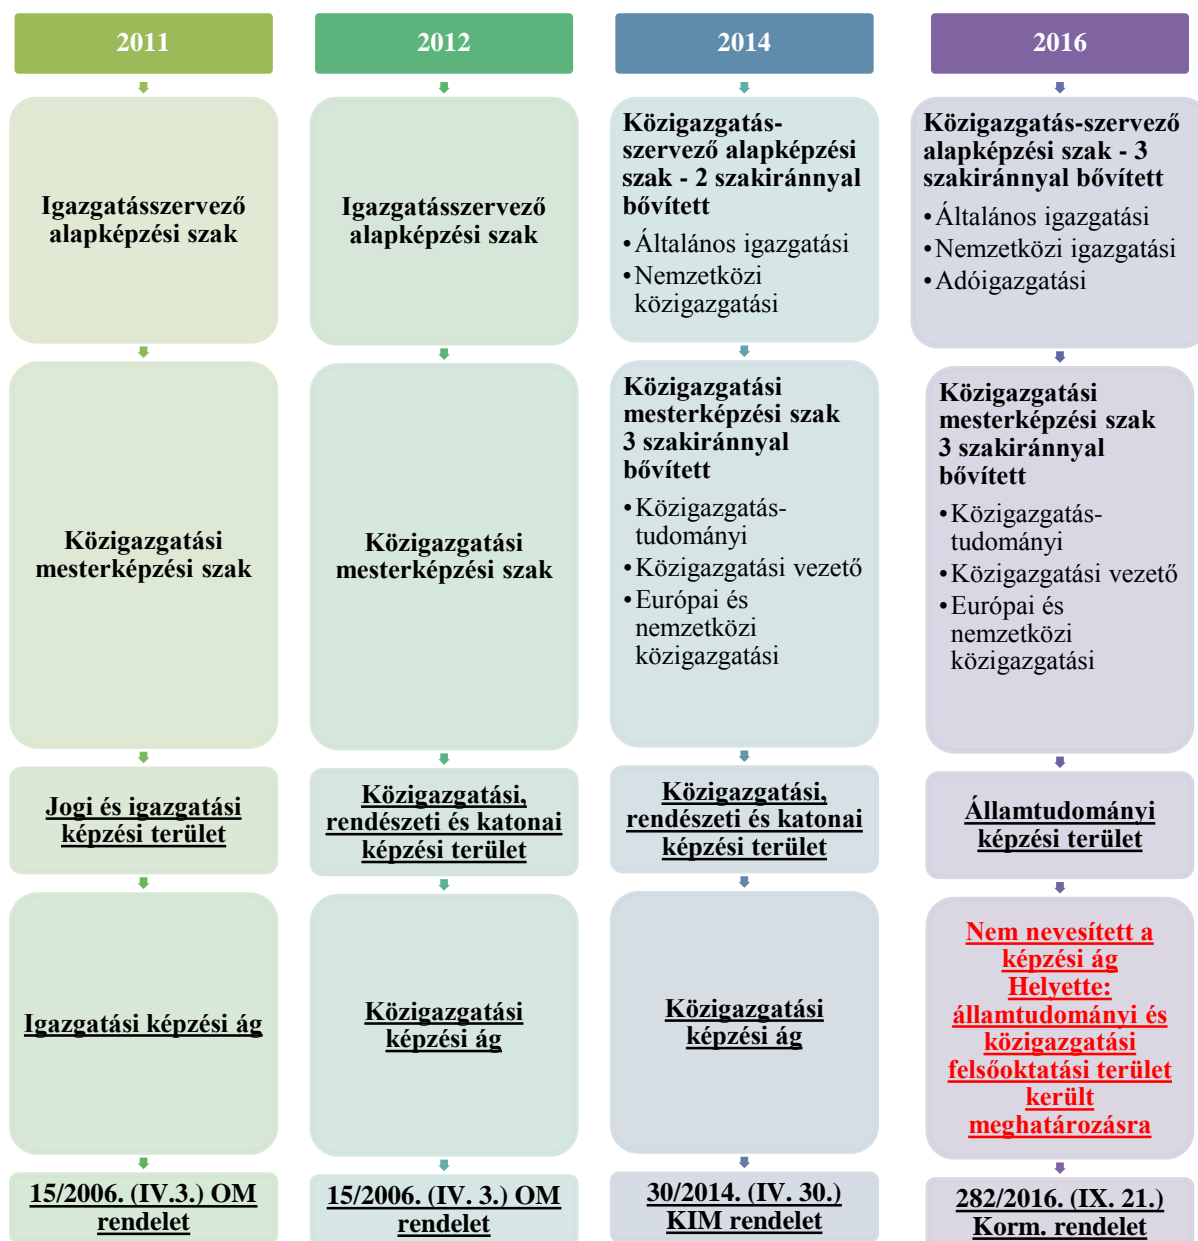 2011
Igazgatásszervező
alapképzési szak
Közigazgatási
mesterképzési szak
Jogi és igazgatási
képzési terület
Igazgatási képzési ág
15/2006. (IV.3.) OM
rendelet
2012
Igazgatásszervező
alapképzési szak
Közigazgatási
mesterképzési szak
Közigazgatási,
rendészeti és katonai
képzési terület
Közigazgatási
képzési ág
15/2006. (IV. 3.) OM
rendelet
2014
Közigazgatás-
szervező alapképzési
szak - 2 szakiránnyal
bővített
•Általános igazgatási
•Nemzetközi
közigazgatási
Közigazgatási
mesterképzési szak
3 szakiránnyal
bővített
•Közigazgatás-
tudományi
•Közigazgatási vezető
•Európai és
nemzetközi
közigazgatási
Közigazgatási,
rendészeti és katonai
képzési terület
Közigazgatási
képzési ág
30/2014. (IV. 30.)
KIM rendelet
2016
Közigazgatás-szervező
alapképzési szak - 3
szakiránnyal bővített
•Általános igazgatási
•Nemzetközi igazgatási
•Adóigazgatási
Közigazgatási
mesterképzési szak
3 szakiránnyal
bővített
•Közigazgatás-
tudományi
•Közigazgatási vezető
•Európai és
nemzetközi
közigazgatási
Államtudományi
képzési terület
Nem nevesített a
képzési ág
Helyette:
államtudományi és
közigazgatási
felsőoktatási terület
került
meghatározásra
282/2016. (IX. 21.)
Korm. rendelet